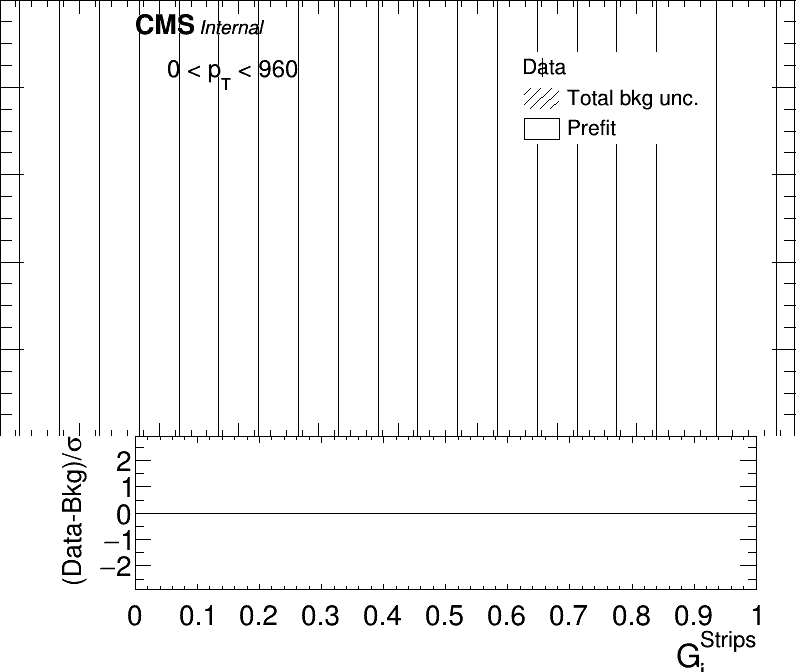 CMS Internal
0 < p_T < 960
Data
Total bkg unc.
Prefit
(Data-Bkg)/σ
2
1
0
−1
−2
0 0.1 0.2 0.3 0.4 0.5 0.6 0.7 0.8 0.9 1
G_i^Strips